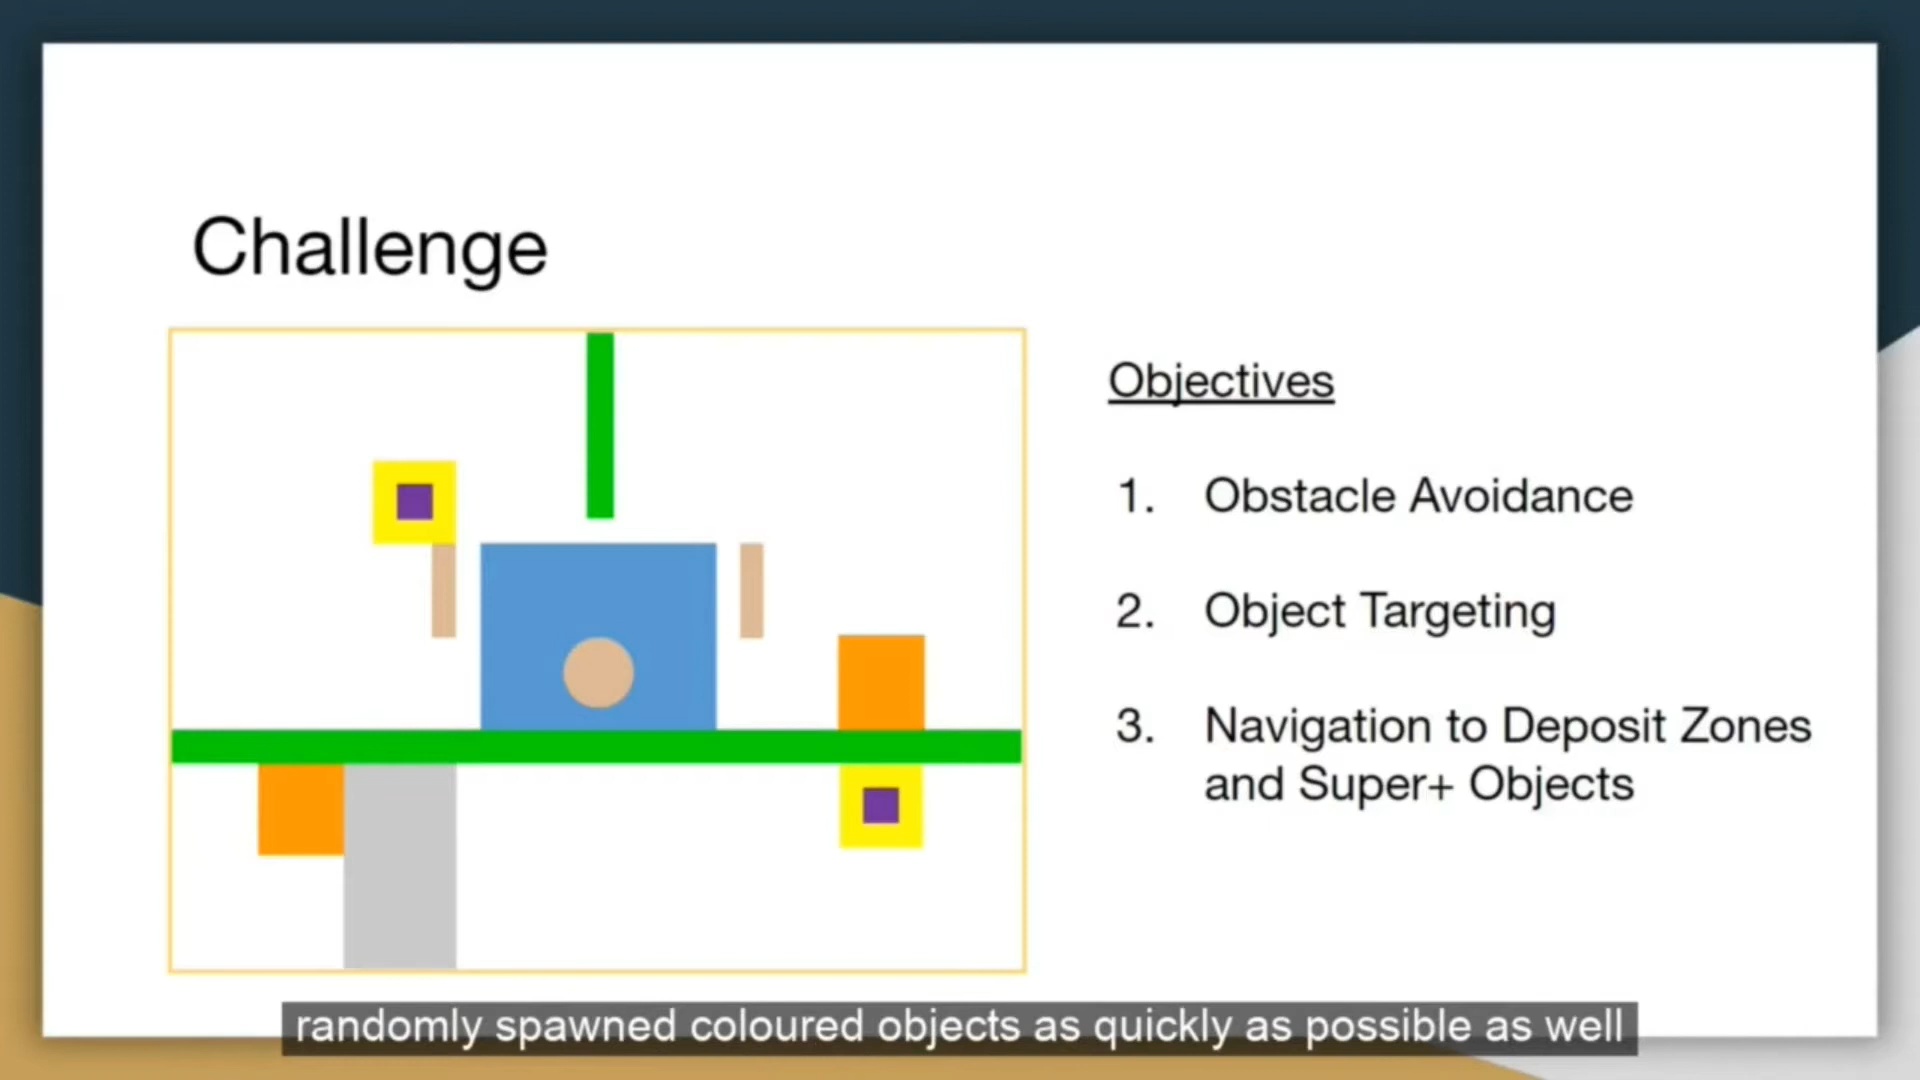 Challenge
Objectives
1. Obstacle Avoidance
2. Object Targeting
3. Navigation to Deposit Zones
and Super+ Objects
randomly spawned coloured objects as quickly as possible as well